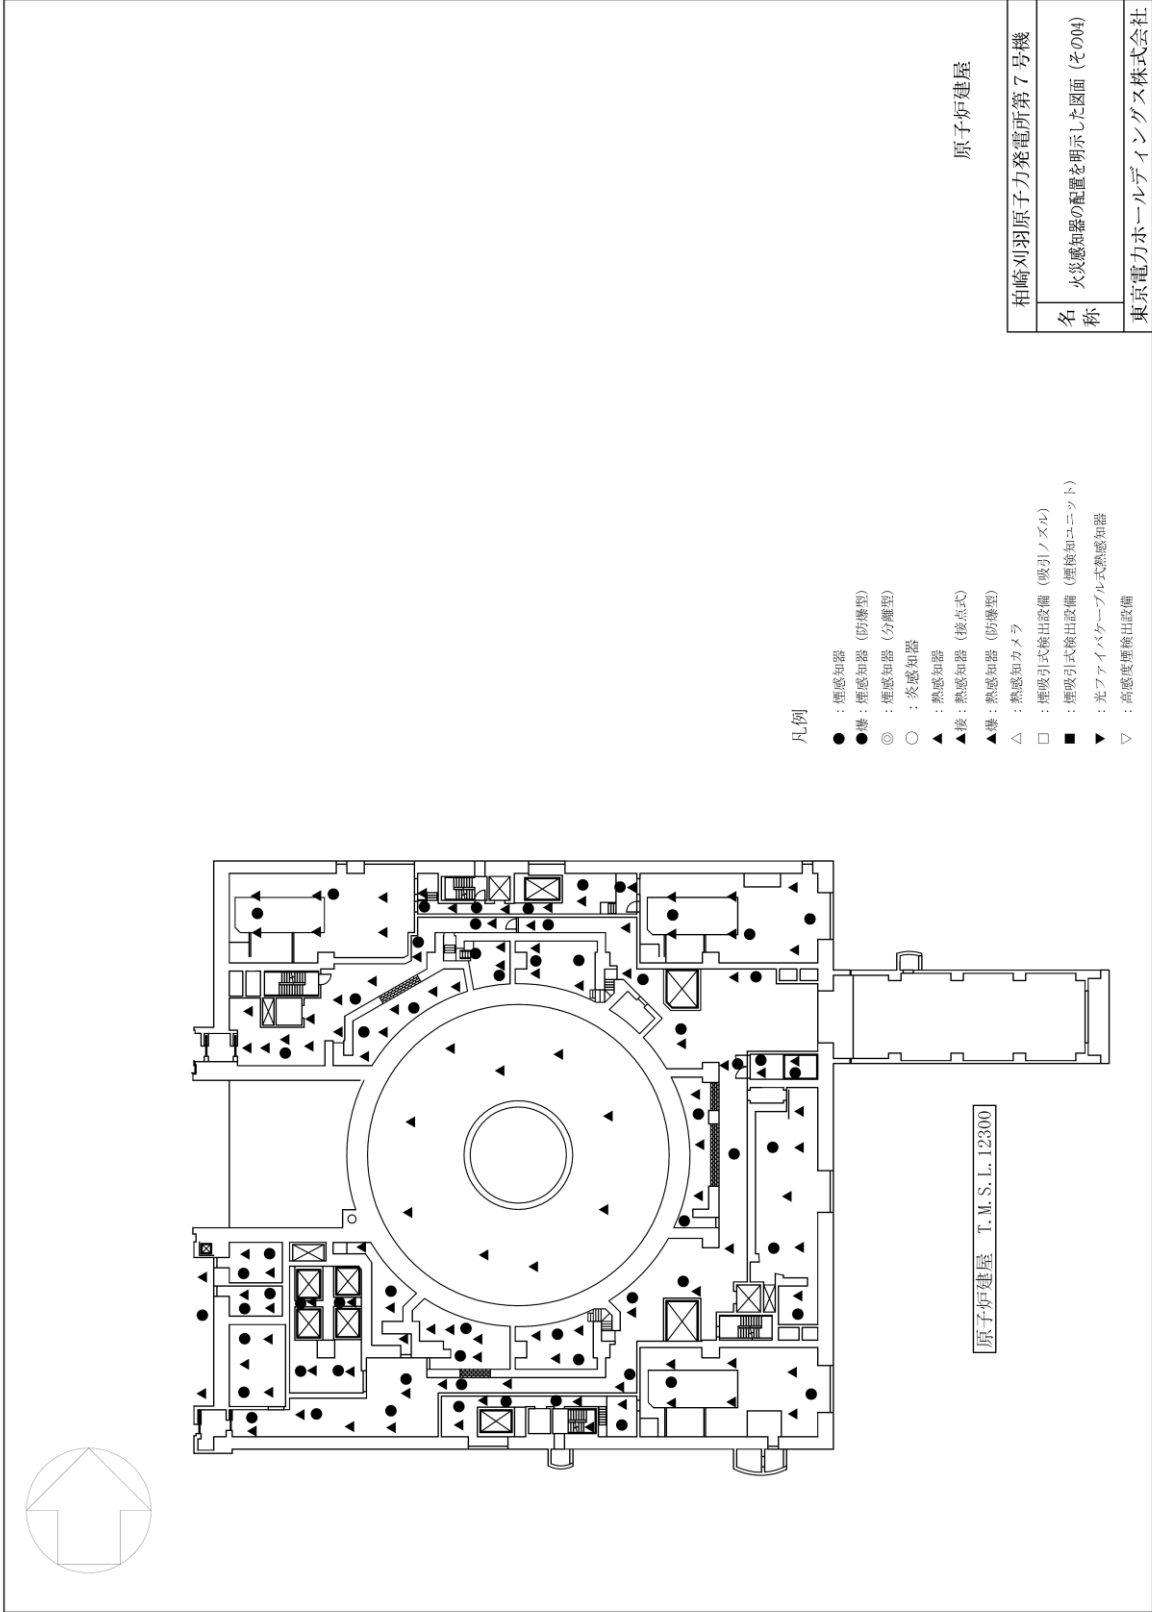 原子炉建屋 T.M.S.L.12300
凡例
● ：煙感知器
●爆：煙感知器（防爆型）
◎ ：煙感知器（分離型）
○ ：炎感知器
▲ ：熱感知器
▲接：熱感知器（接点式）
▲爆：熱感知器（防爆型）
△ ：熱感知カメラ
□ ：煙吸引式検出設備（吸引ノズル）
■ ：煙吸引式検出設備（煙検知ユニット）
▼ ：光ファイバケーブル式熱感知器
▽ ：高感度煙検出設備
原子炉建屋
柏崎刈羽原子力発電所第７号機
名称
火災感知器の配置を明示した図面（その04）
東京電力ホールディングス株式会社